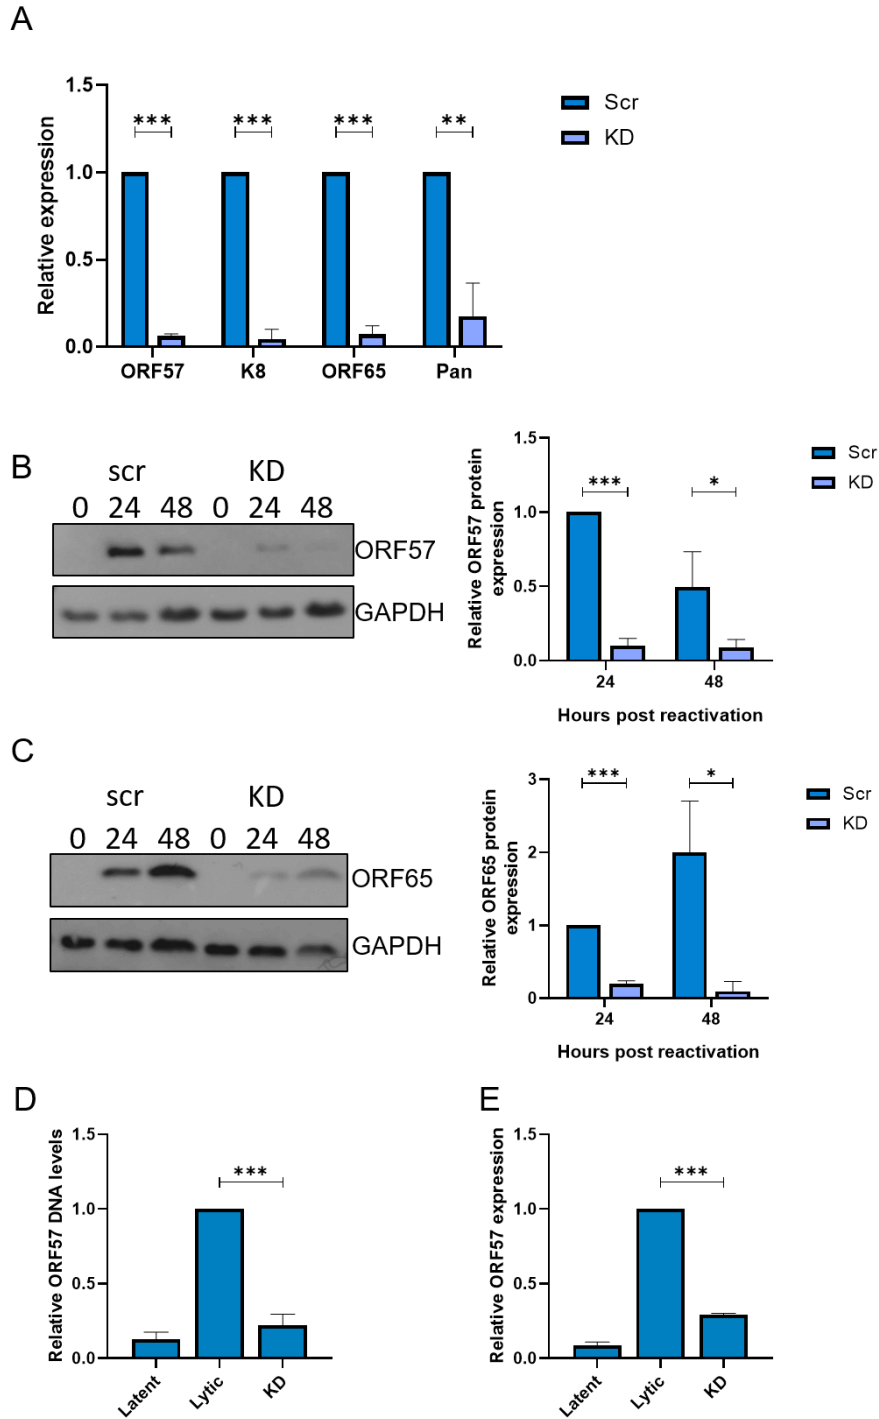 A
1.5
1.0
0.5
0.0
Relative expression
*** *** *** **
ORF57 K8 ORF65 Pan
Scr
KD
B
scr KD
0 24 48 0 24 48
ORF57
GAPDH
1.5
1.0
0.5
0.0
Relative ORF57 protein
expression
*** *
24 48
Hours post reactivation
Scr
KD
C
scr KD
0 24 48 0 24 48
ORF65
GAPDH
3
2
1
0
Relative ORF65 protein
expression
*** *
24 48
Hours post reactivation
Scr
KD
D
1.5
1.0
0.5
0.0
Relative ORF57 DNA levels
***
Latent Lytic KD
E
1.5
1.0
0.5
0.0
Relative ORF57 expression
***
Latent Lytic KD